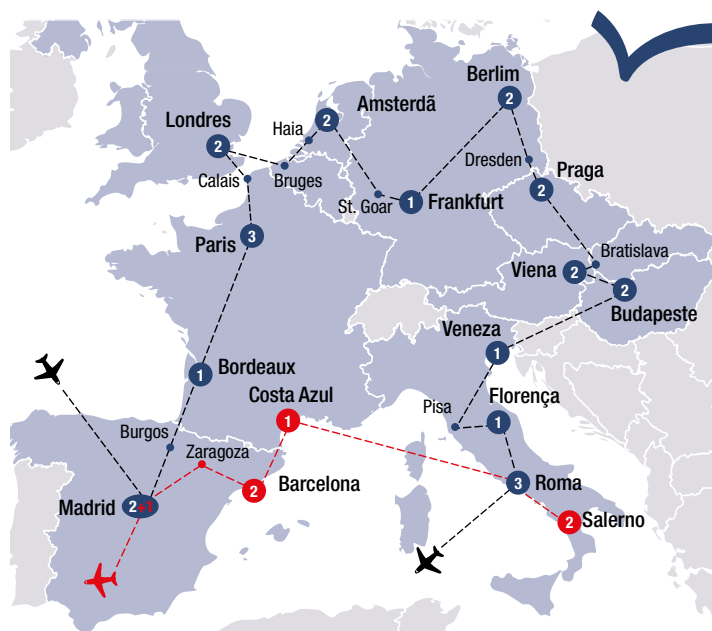 Berlim
2
Amsterdã
2
Londres
2
Haia
Dresden
Praga
2
Calais
Bruges
St. Goar
1
Frankfurt
Paris
3
Bratislava
Viena
2
2
Budapeste
Veneza
1
Bordeaux
1
Costa Azul
1
Florença
1
Pisa
Burgos
Zaragoza
Barcelona
2
Roma
3
Madrid
2+1
2
Salerno